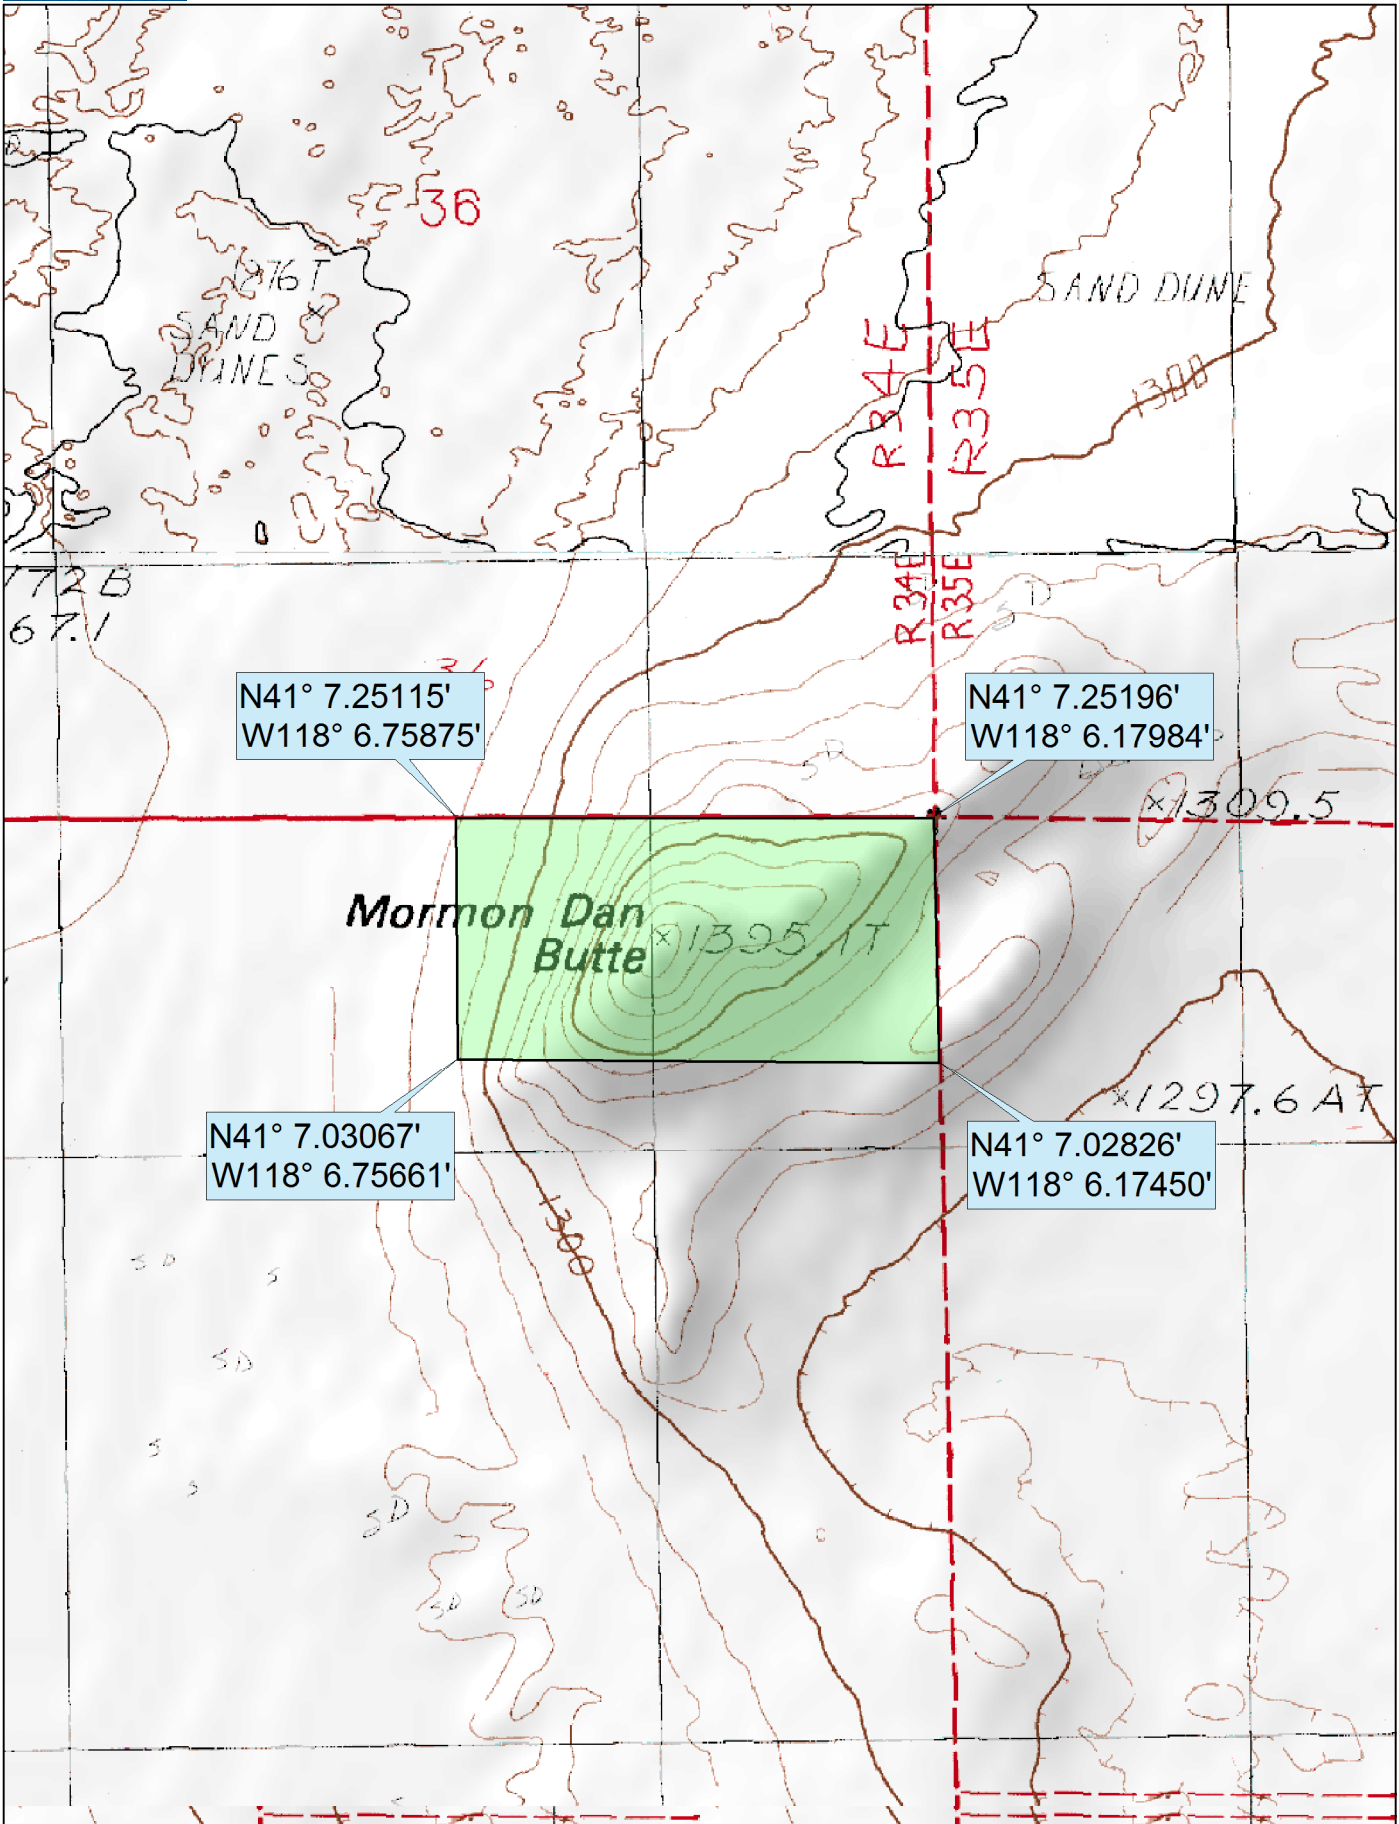 36
1276T
SAND
DUNES
SAND DUNE
1300
R34E
R35E
R34E
R35E
172B
67.1
S D
36
N41° 7.25115'
W118° 6.75875'
N41° 7.25196'
W118° 6.17984'
S D
×1309.5
Mormon Dan
Butte
×1395.1T
×1297.6 AT
N41° 7.03067'
W118° 6.75661'
N41° 7.02826'
W118° 6.17450'
1300
S D
S
S D
S
S
S D
S D
S D